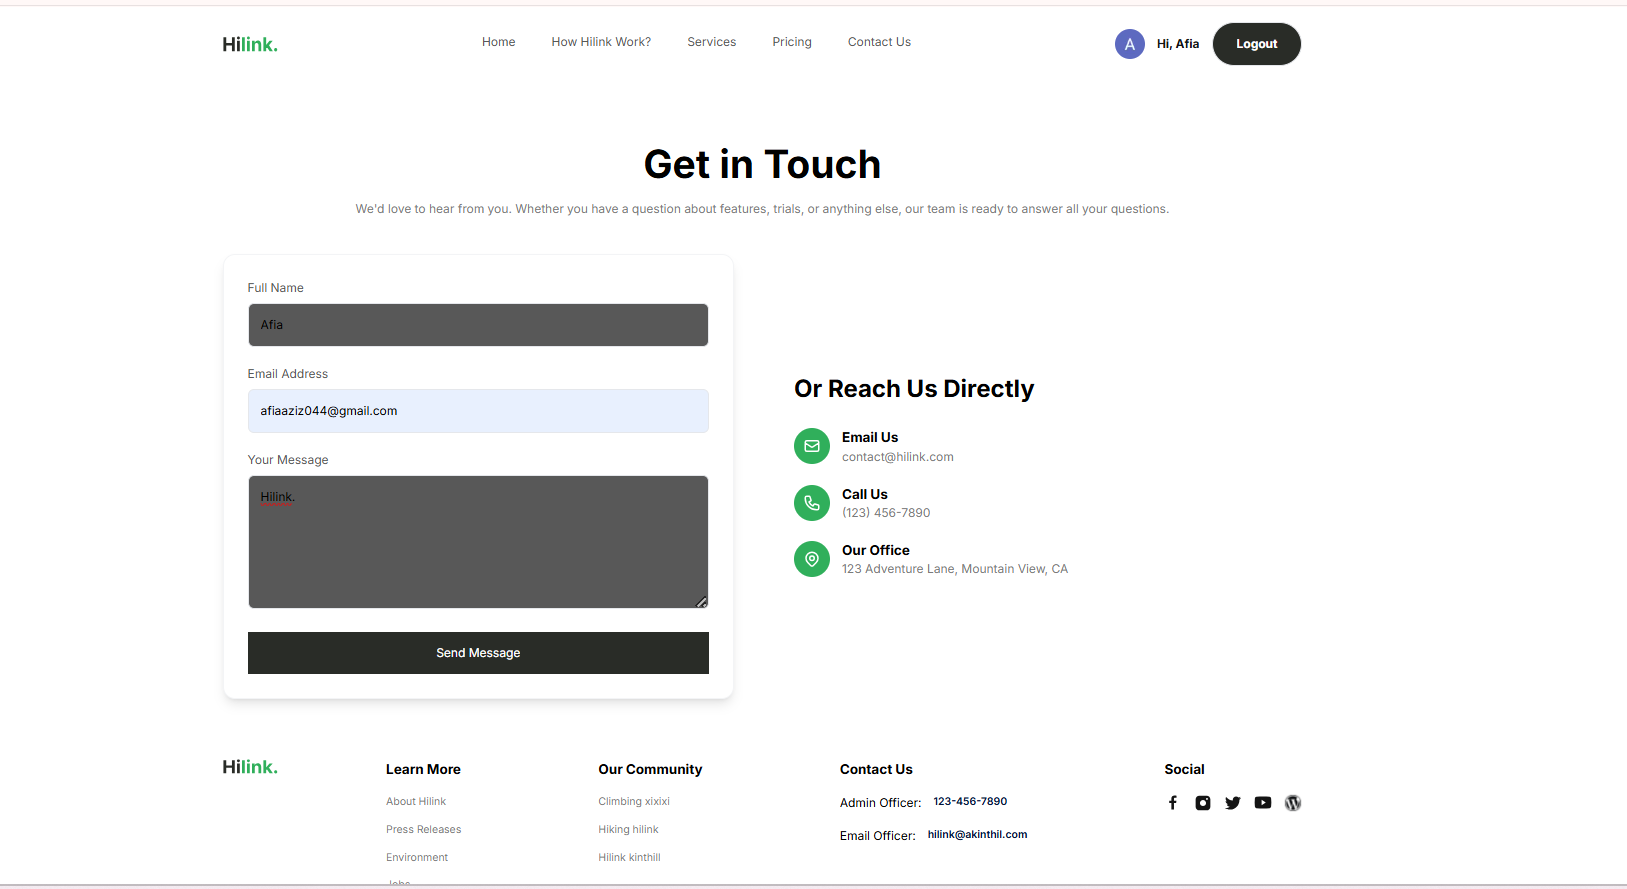 Hilink.
Home How Hilink Work? Services Pricing Contact Us
A Hi, Afia Logout
Get in Touch
We'd love to hear from you. Whether you have a question about features, trials, or anything else, our team is ready to answer all your questions.
Full Name
Afia
Email Address
afiaaziz044@gmail.com
Your Message
Hilink.
Send Message
Or Reach Us Directly
Email Us
contact@hilink.com
Call Us
(123) 456-7890
Our Office
123 Adventure Lane, Mountain View, CA
Hilink.
Learn More
About Hilink
Press Releases
Environment
Jobs
Our Community
Climbing xixixi
Hiking hilink
Hilink kinthill
Contact Us
Admin Officer: 123-456-7890
Email Officer: hilink@akinthil.com
Social